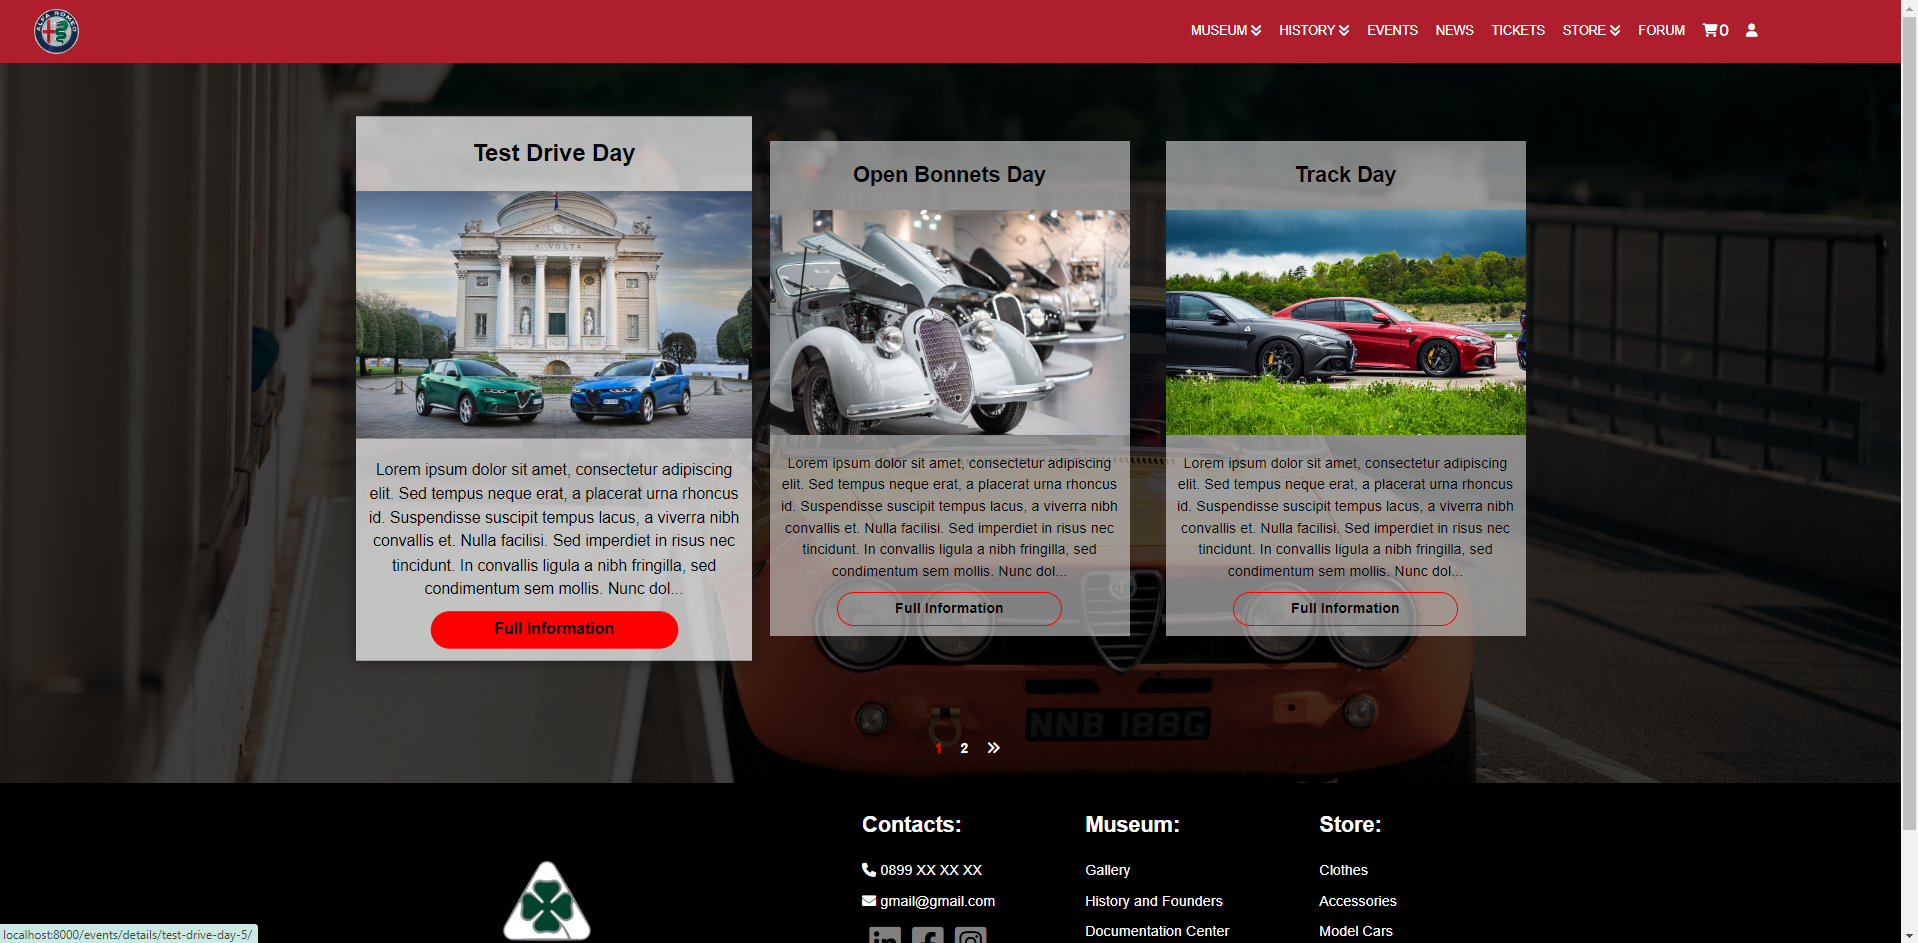 ALFA ROMEO
MUSEUM HISTORY EVENTS NEWS TICKETS STORE FORUM 0
Test Drive Day
A VOLTA
Lorem ipsum dolor sit amet, consectetur adipiscing
elit. Sed tempus neque erat, a placerat urna rhoncus
id. Suspendisse suscipit tempus lacus, a viverra nibh
convallis et. Nulla facilisi. Sed imperdiet in risus nec
tincidunt. In convallis ligula a nibh fringilla, sed
condimentum sem mollis. Nunc dol...
Full Information
Open Bonnets Day
Lorem ipsum dolor sit amet, consectetur adipiscing
elit. Sed tempus neque erat, a placerat urna rhoncus
id. Suspendisse suscipit tempus lacus, a viverra nibh
convallis et. Nulla facilisi. Sed imperdiet in risus nec
tincidunt. In convallis ligula a nibh fringilla, sed
condimentum sem mollis. Nunc dol...
Full Information
Track Day
Lorem ipsum dolor sit amet, consectetur adipiscing
elit. Sed tempus neque erat, a placerat urna rhoncus
id. Suspendisse suscipit tempus lacus, a viverra nibh
convallis et. Nulla facilisi. Sed imperdiet in risus nec
tincidunt. In convallis ligula a nibh fringilla, sed
condimentum sem mollis. Nunc dol...
Full Information
NNB 188G
1 2 »
Contacts:
0899 XX XX XX
gmail@gmail.com
Museum:
Gallery
History and Founders
Documentation Center
Store:
Clothes
Accessories
Model Cars
localhost:8000/events/details/test-drive-day-5/